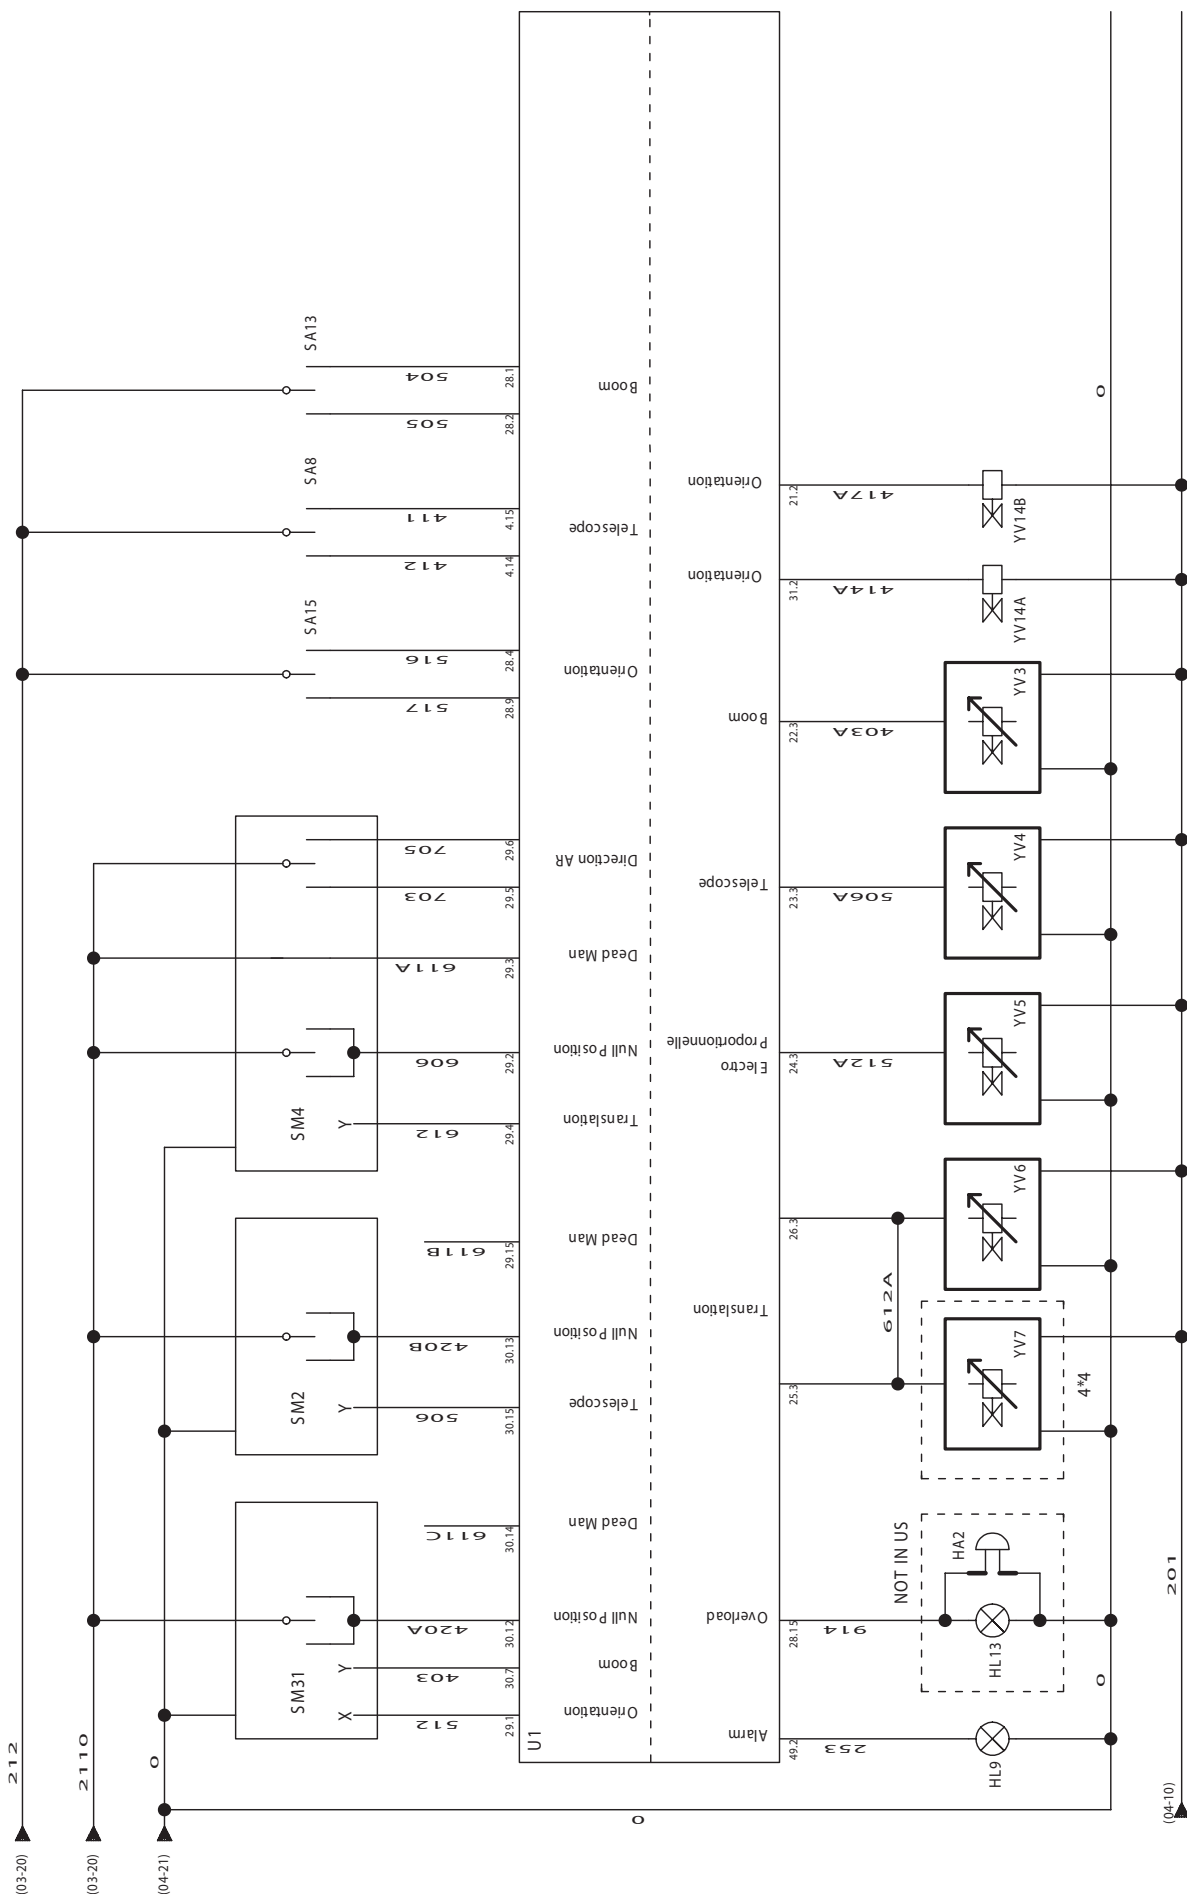 (03-20)
212
(03-20)
2110
(04-21)
0
SM31
X
Y
512
403
420A
611C
29.1
30.7
30.12
30.14
SM2
Y
506
420B
611B
30.15
30.13
29.15
SM4
Y
612
606
611A
703
705
29.4
29.2
29.3
29.5
29.6
SA15
517
516
28.9
28.4
SA8
412
411
4.14
4.15
SA13
505
504
28.2
28.1
U1
Orientation
Boom
Null Position
Dead Man
Telescope
Null Position
Dead Man
Translation
Null Position
Dead Man
Direction AR
Orientation
Telescope
Boom
0
Alarm
Overload
Translation
Electro
Proportionnelle
Telescope
Boom
Orientation
Orientation
49.2
28.15
25.3
26.3
24.3
23.3
22.3
31.2
21.2
253
914
612A
512A
506A
403A
414A
417A
HL9
NOT IN US
HL13
HA2
YV7
4*4
YV6
YV5
YV4
YV3
YV14A
YV14B
0
0
(04-10)
201